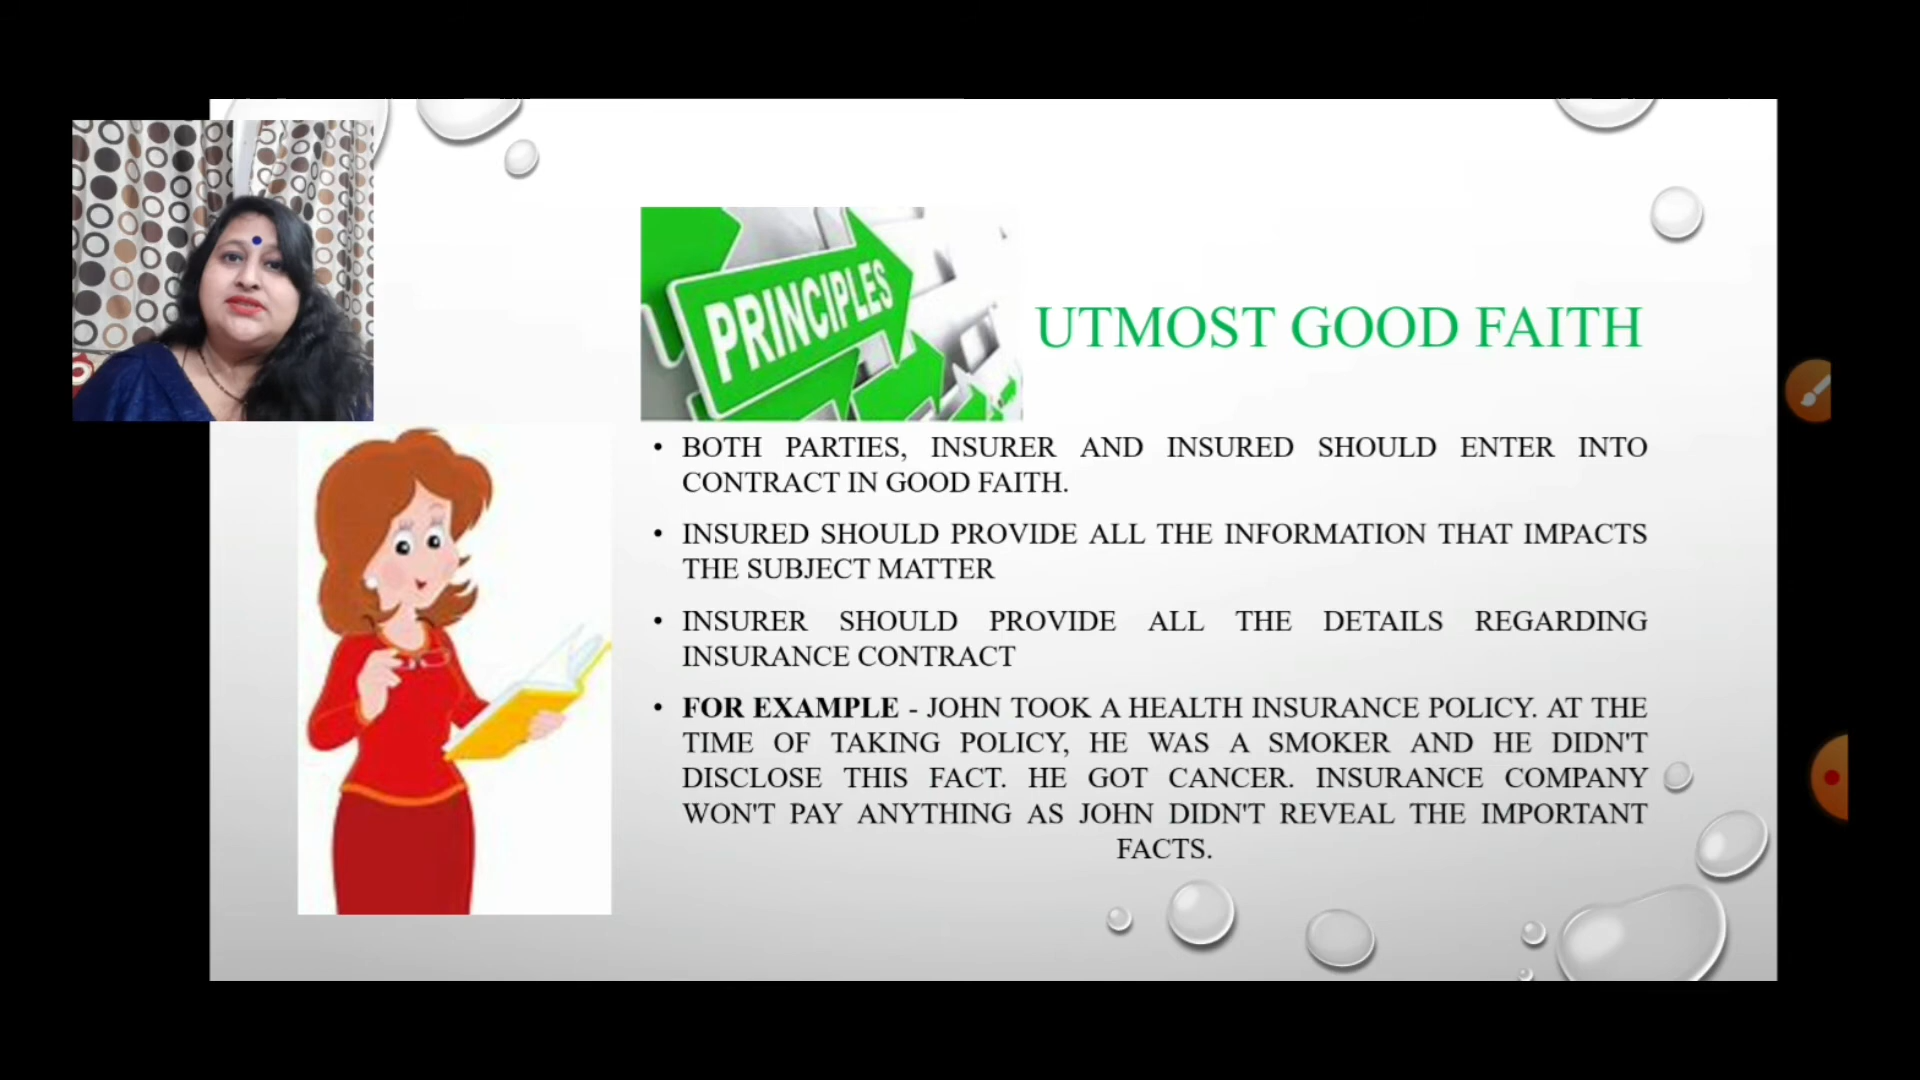 PRINCIPLES
UTMOST GOOD FAITH
• BOTH PARTIES, INSURER AND INSURED SHOULD ENTER INTO
CONTRACT IN GOOD FAITH.
• INSURED SHOULD PROVIDE ALL THE INFORMATION THAT IMPACTS
THE SUBJECT MATTER
• INSURER SHOULD PROVIDE ALL THE DETAILS REGARDING
INSURANCE CONTRACT
• FOR EXAMPLE - JOHN TOOK A HEALTH INSURANCE POLICY. AT THE
TIME OF TAKING POLICY, HE WAS A SMOKER AND HE DIDN'T
DISCLOSE THIS FACT. HE GOT CANCER. INSURANCE COMPANY
WON'T PAY ANYTHING AS JOHN DIDN'T REVEAL THE IMPORTANT
FACTS.